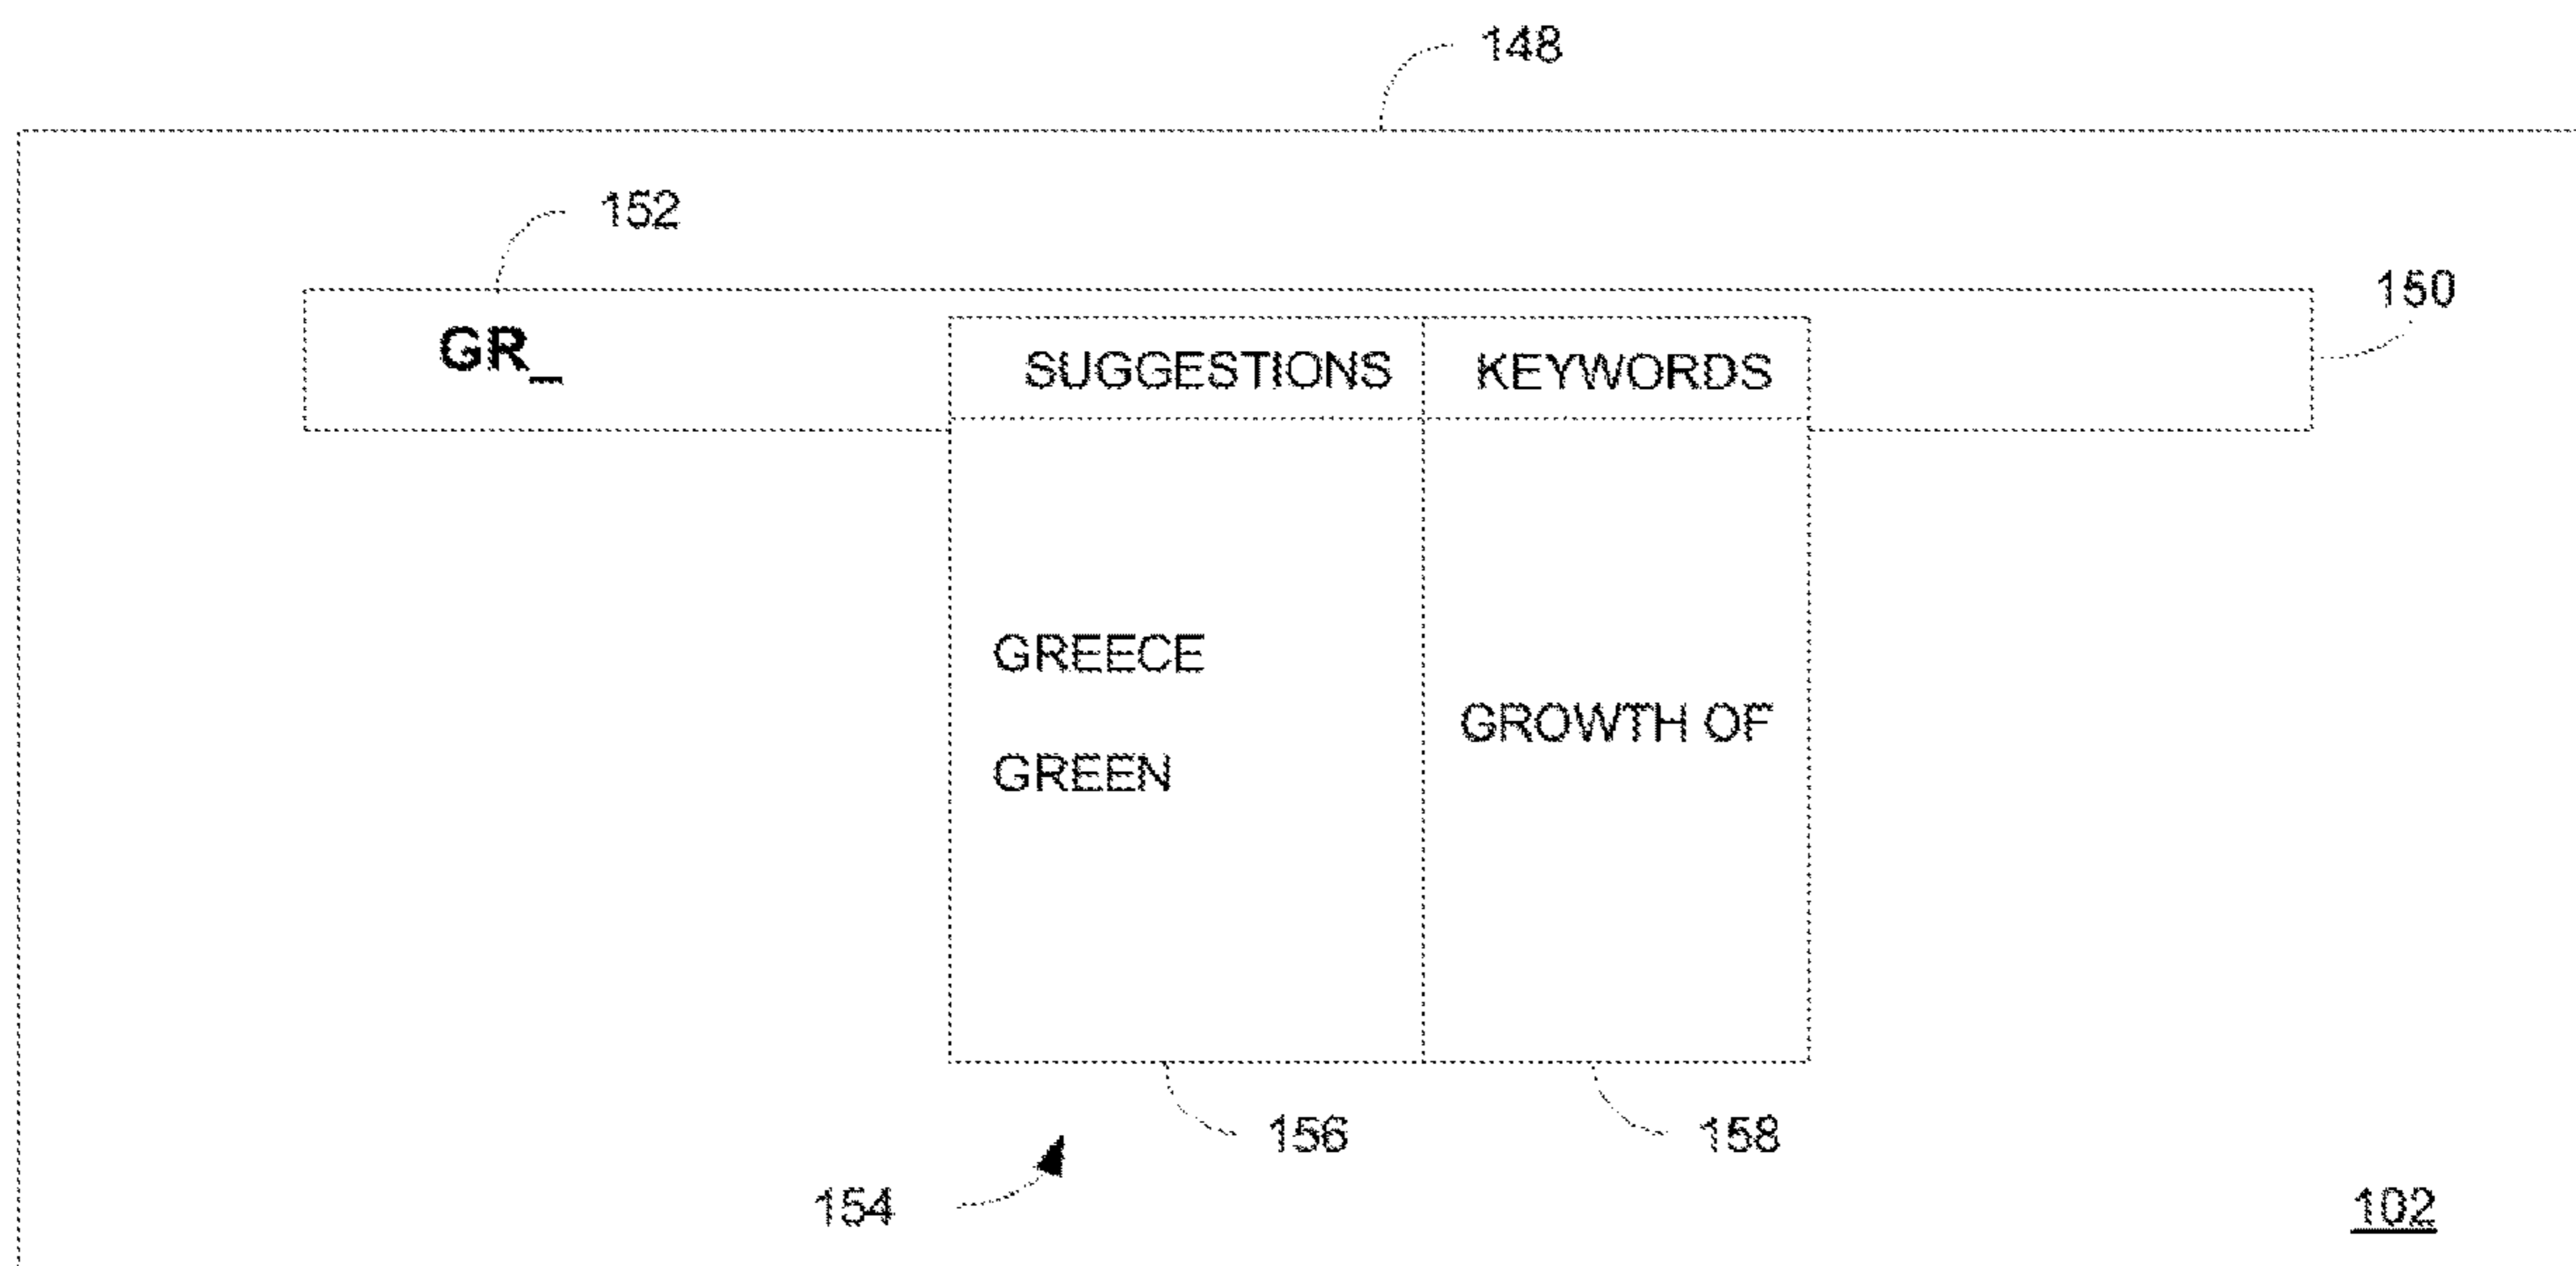 148
152
150
GR_
SUGGESTIONS KEYWORDS
GREECE
GROWTH OF
GREEN
156
158
154
102